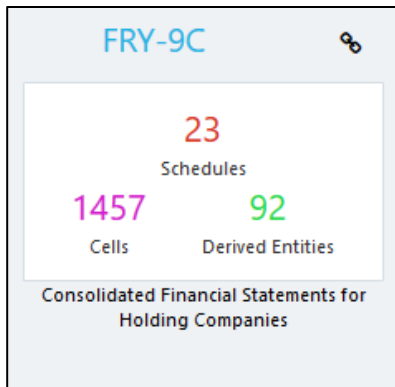 FRY-9C
23
Schedules
1457 92
Cells Derived Entities
Consolidated Financial Statements for
Holding Companies